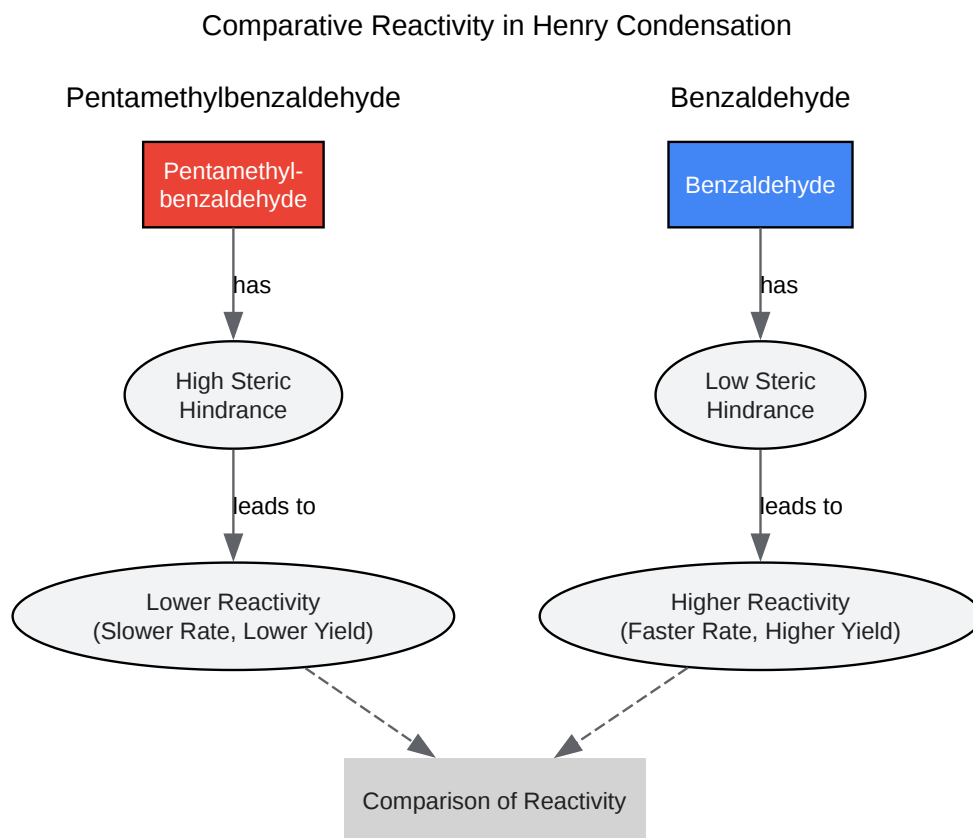 Comparative Reactivity in Henry Condensation
Pentamethylbenzaldehyde
Benzaldehyde
Pentamethyl-
benzaldehyde
Benzaldehyde
has
has
High Steric
Hindrance
Low Steric
Hindrance
leads to
leads to
Lower Reactivity
(Slower Rate, Lower Yield)
Higher Reactivity
(Faster Rate, Higher Yield)
Comparison of Reactivity